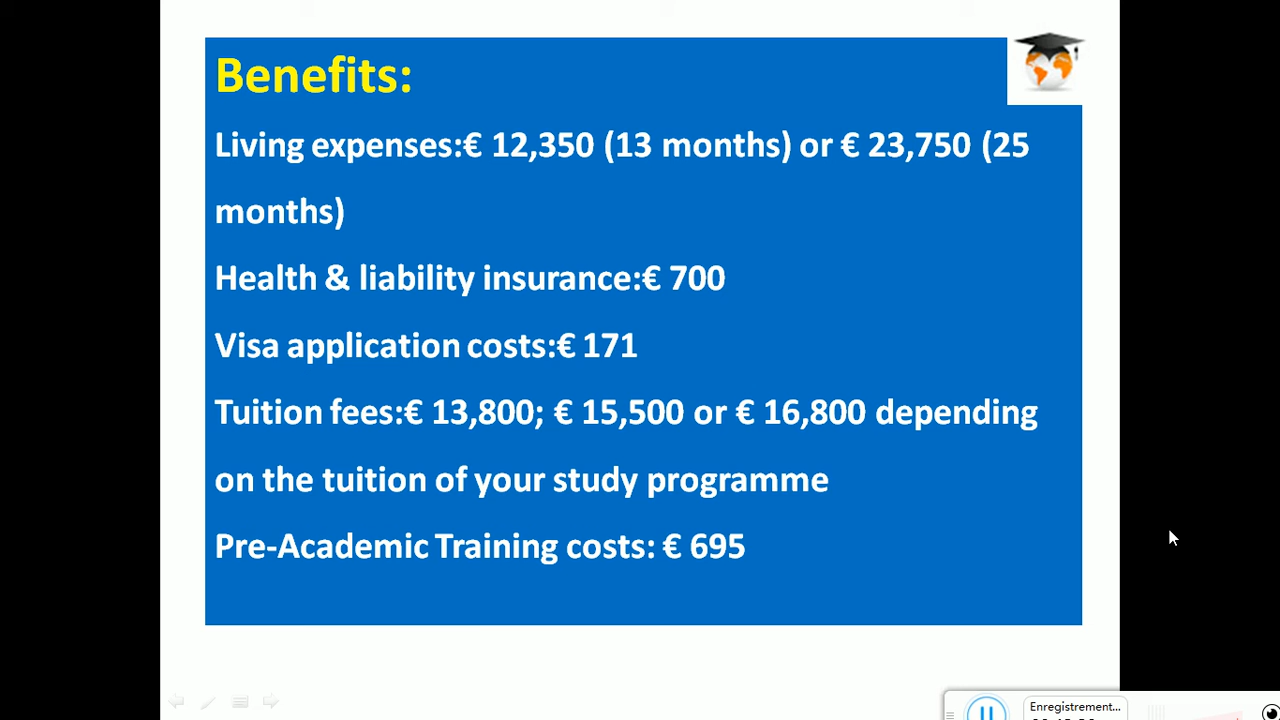 Benefits:
Living expenses:€ 12,350 (13 months) or € 23,750 (25
months)
Health & liability insurance:€ 700
Visa application costs:€ 171
Tuition fees:€ 13,800; € 15,500 or € 16,800 depending
on the tuition of your study programme
Pre-Academic Training costs: € 695
Enregistrement...